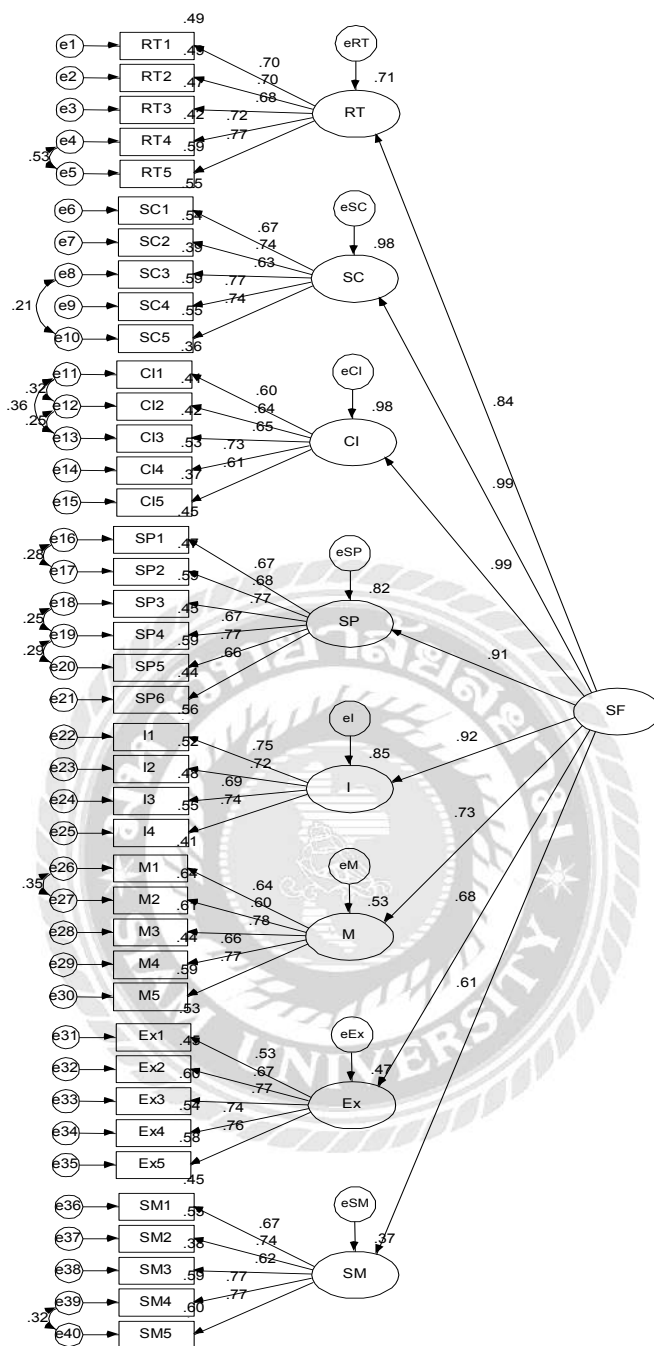 .49
e1 RT1 .70 eRT
e2 RT2 .49 .70 .71
e3 RT3 .47 .68 RT
e4 RT4 .42 .72
.53 e5 RT5 .59 .77
.55
e6 SC1 .67 eSC
e7 SC2 .54 .74 .98
e8 SC3 .39 .63 SC
.21 e9 SC4 .59 .77
e10 SC5 .55 .74
.36
e11 CI1 .60 eCI
.32 e12 CI2 .64 .98 .84
.36 .25 e13 CI3 .42 .65 CI .99
e14 CI4 .53 .73
e15 CI5 .37 .61 .99
.45
e16 SP1 .67 eSP
.28 e17 SP2 .68 .82
e18 SP3 .77 SP
.25 e19 SP4 .45 .67 .91
.29 e20 SP5 .59 .77
e21 SP6 .44 .66 SF
.56
e22 I1 .75 eI .92
e23 I2 .52 .72 .85
e24 I3 .48 .69 I
e25 I4 .55 .74 .73
.41
e26 M1 .64 eM
.35 e27 M2 .60 .53 .68
e28 M3 .61 .78 M
e29 M4 .44 .66 .61
e30 M5 .59 .77
.53
e31 Ex1 .53 eEx
e32 Ex2 .45 .67 .47
e33 Ex3 .60 .77 Ex
e34 Ex4 .54 .74
e35 Ex5 .58 .76
.45
e36 SM1 .67 eSM
e37 SM2 .55 .74 .37
e38 SM3 .38 .62 SM
e39 SM4 .59 .77
.32 e40 SM5 .60 .77
UNIVERSITY